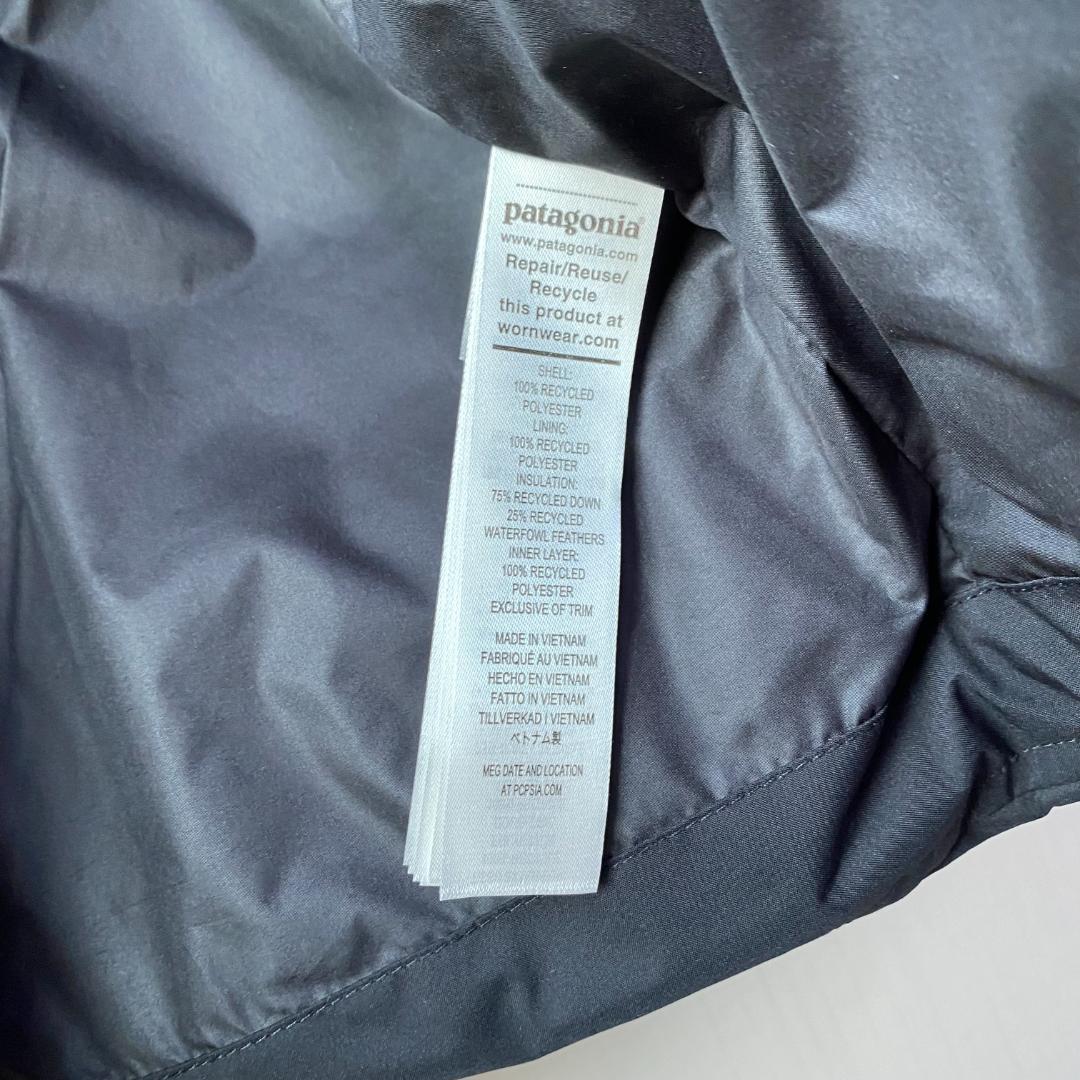 patagonia®
www.patagonia.com
Repair/Reuse/
Recycle
this product at
wornwear.com
SHELL:
100% RECYCLED
POLYESTER
LINING:
100% RECYCLED
POLYESTER
INSULATION:
75% RECYCLED DOWN
25% RECYCLED
WATERFOWL FEATHERS
INNER LAYER:
100% RECYCLED
POLYESTER
EXCLUSIVE OF TRIM
MADE IN VIETNAM
FABRIQUÉ AU VIETNAM
HECHO EN VIETNAM
FATTO IN VIETNAM
TILLVERKAD I VIETNAM
ベトナム製
MFG DATE AND LOCATION
AT PCPSIA.COM